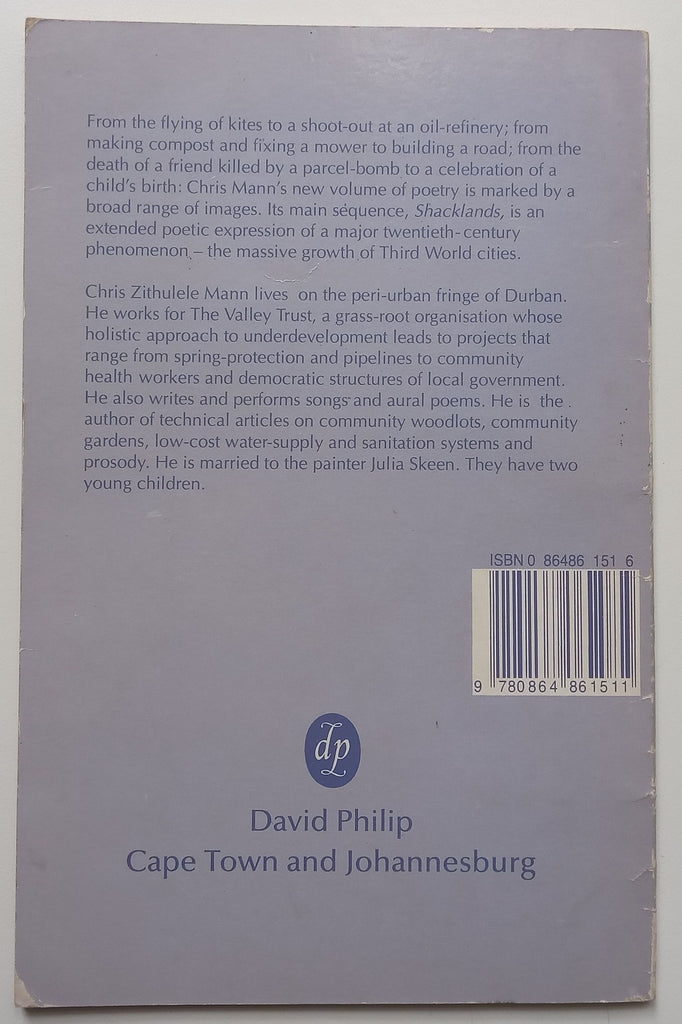 From the flying of kites to a shoot-out at an oil-refinery; from
making compost and fixing a mower to building a road; from the
death of a friend killed by a parcel-bomb to a celebration of a
child's birth: Chris Mann's new volume of poetry is marked by a
broad range of images. Its main sequence, Shacklands, is an
extended poetic expression of a major twentieth-century
phenomenon – the massive growth of Third World cities.
Chris Zithulele Mann lives on the peri-urban fringe of Durban.
He works for The Valley Trust, a grass-root organisation whose
holistic approach to underdevelopment leads to projects that
range from spring-protection and pipelines to community
health workers and democratic structures of local government.
He also writes and performs songs and aural poems. He is the
author of technical articles on community woodlots, community
gardens, low-cost water-supply and sanitation systems and
prosody. He is married to the painter Julia Skeen. They have two
young children.
ISBN 0 86486 151 6
9 780864 861511
dp
David Philip
Cape Town and Johannesburg